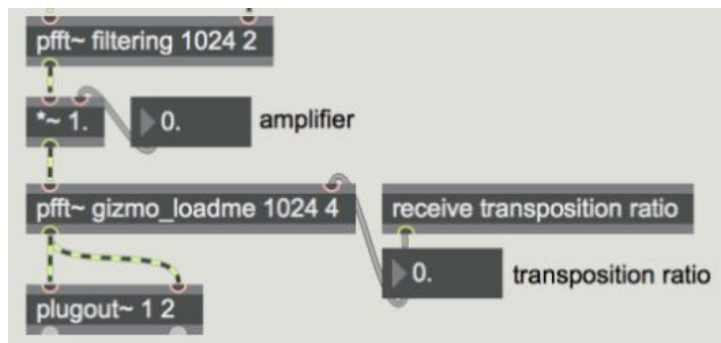 pfft~ filtering 1024 2
*~ 1.
0.
amplifier
pfft~ gizmo_loadme 1024 4
receive transposition ratio
0.
transposition ratio
plugout~ 1 2